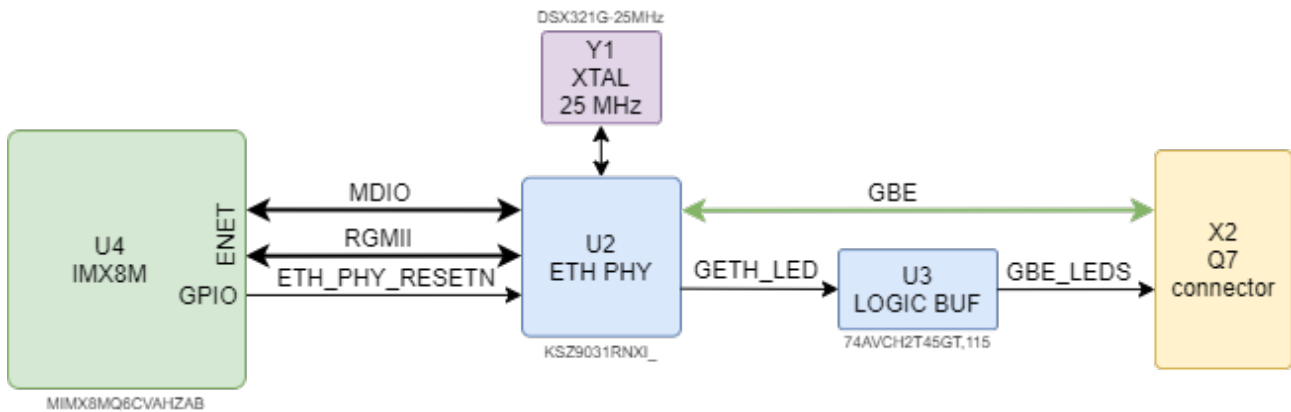 DSX321G-25MHz
Y1
XTAL
25 MHz
U4
IMX8M
ENET
GPIO
MIMX8MQ6CVAHZAB
MDIO
RGMII
ETH_PHY_RESETN
U2
ETH PHY
KSZ9031RNXI_
GBE
GETH_LED
U3
LOGIC BUF
74AVCH2T45GT,115
GBE_LEDS
X2
Q7
connector